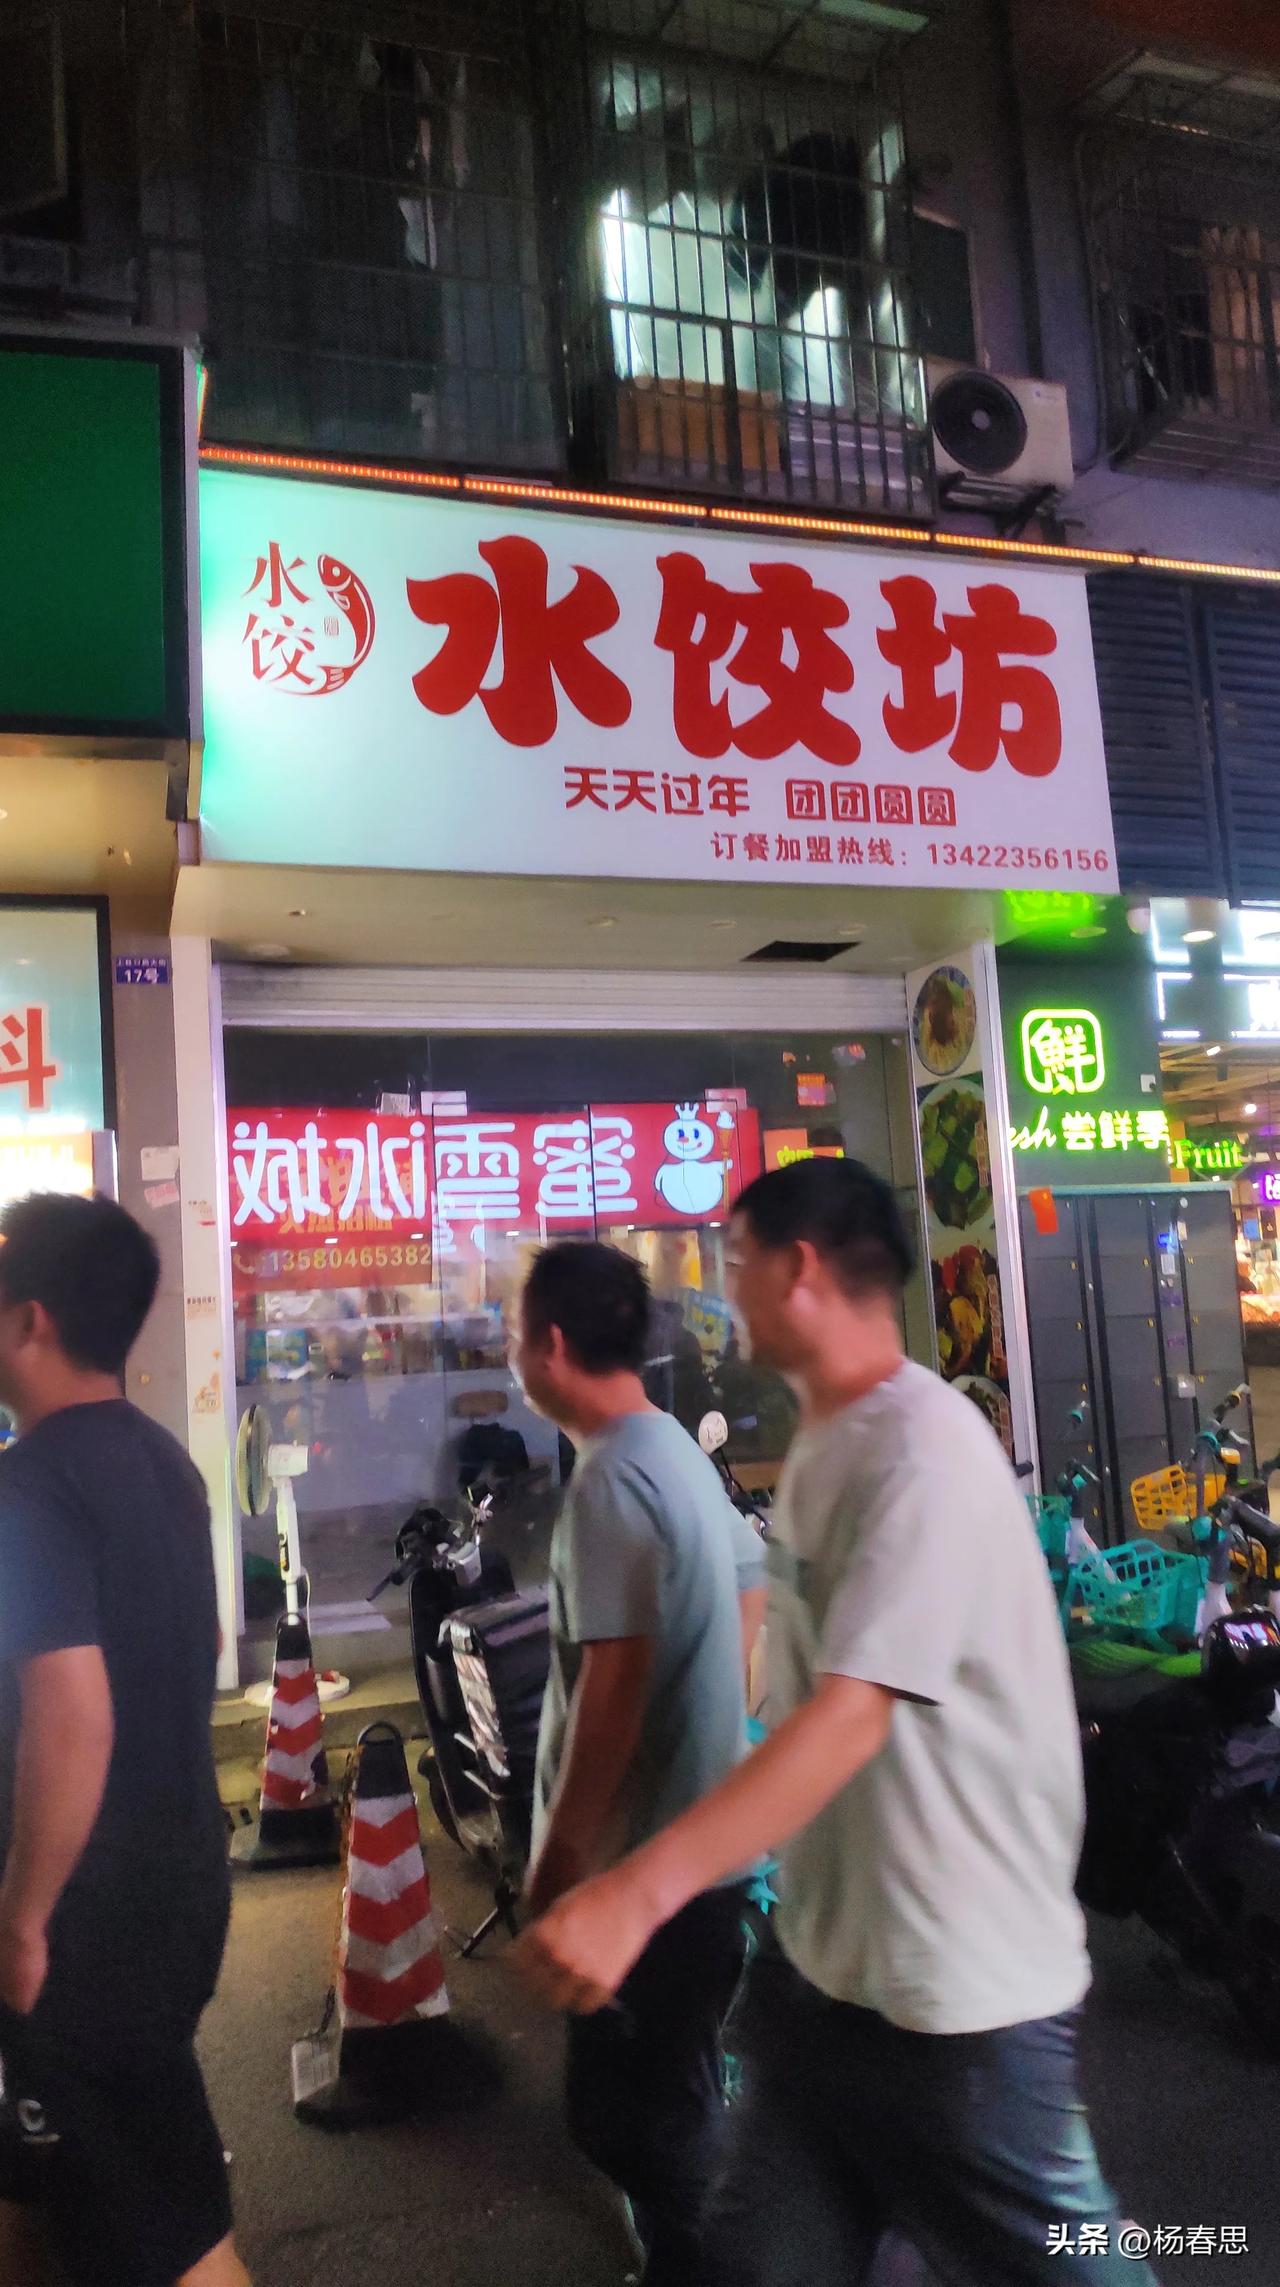 水饺
水饺坊
天天过年 团团圆圆
订餐加盟热线：13422356156
17号
料
鲜
esh 尝鲜季
Fruit
蜜雪冰城
13580465382
头条 @杨春思